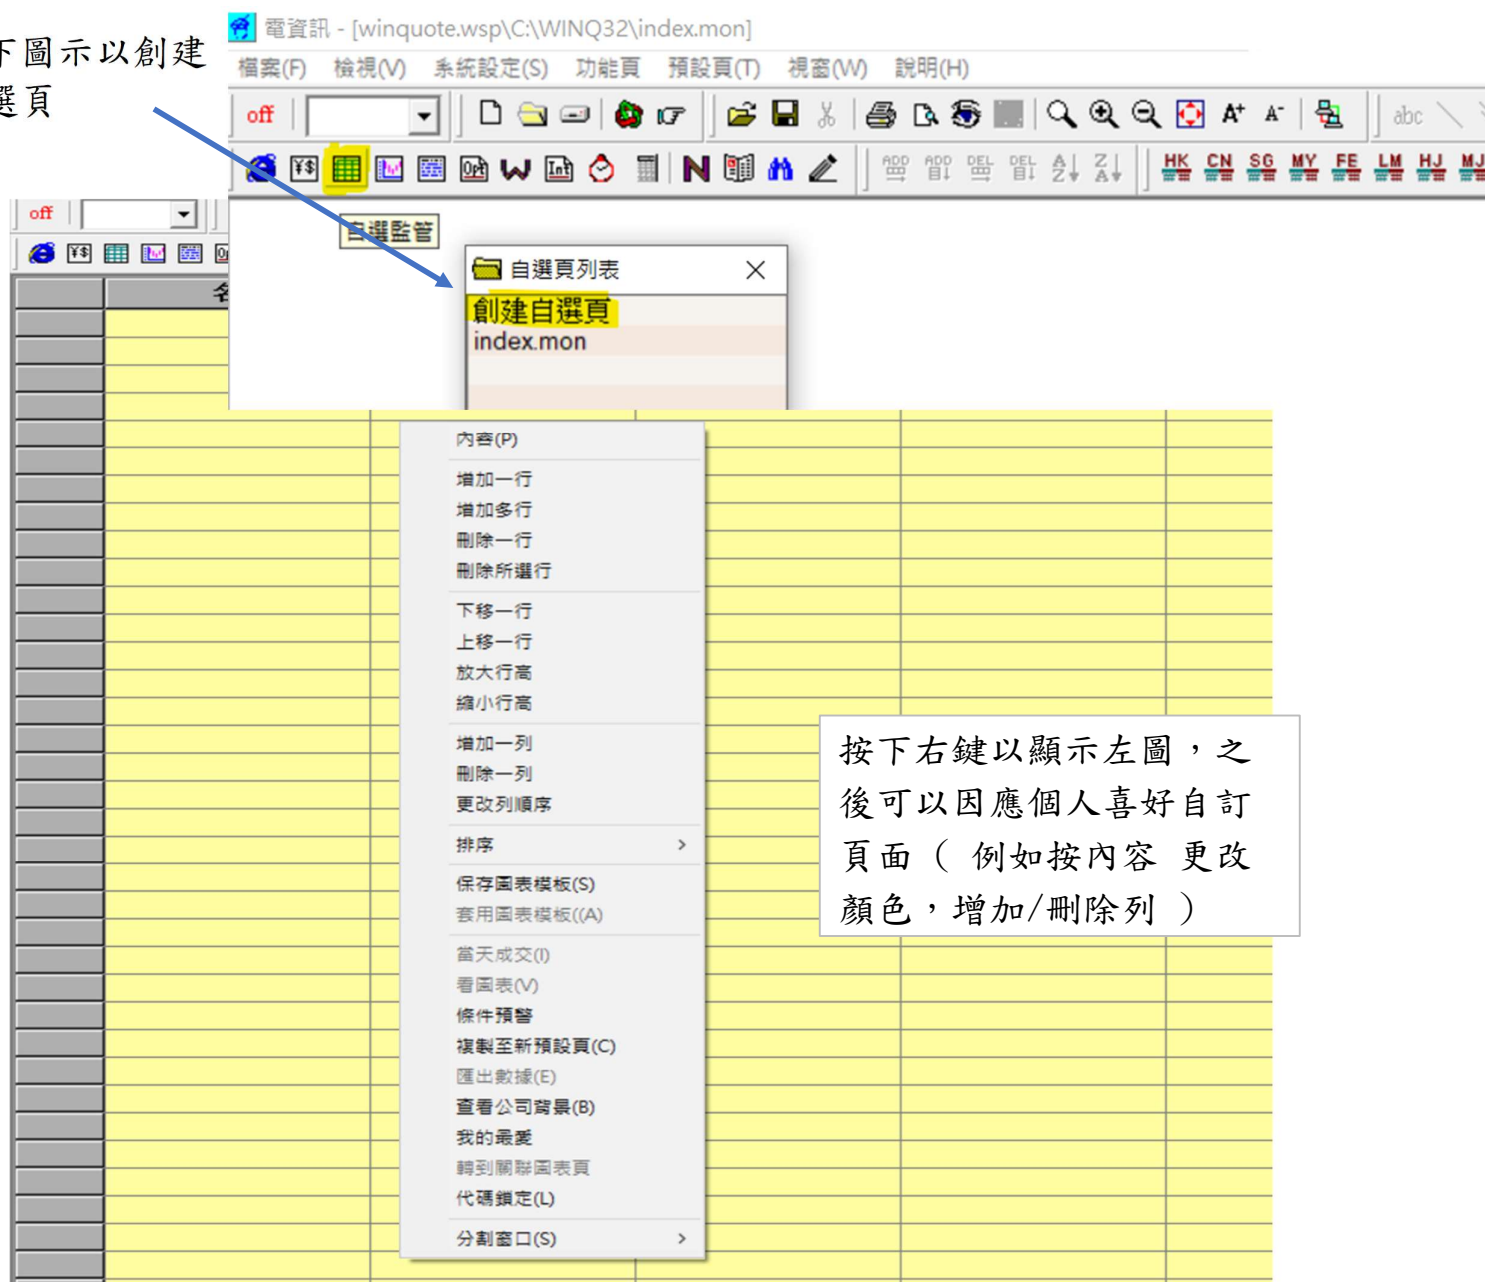 下圖示以創建
選頁
電資訊 - [winquote.wsp\C:\WINQ32\index.mon]
檔案(F) 檢視(V) 系統設定(S) 功能頁 預設頁(T) 視窗(W) 說明(H)
off
A+ A-
abc
¥$ Opt W Int N ADD ADD DEL DEL A Z Z A HK CN SG MY FE LM HJ MJ
自選監管
off
¥$
自選頁列表
創建自選頁
index.mon
名
內容(P)
增加一行
增加多行
刪除一行
刪除所選行
下移一行
上移一行
放大行高
縮小行高
增加一列
刪除一列
更改列順序
排序
保存圖表模板(S)
套用圖表模板((A)
當天成交(I)
看圖表(V)
條件預警
複製至新預設頁(C)
匯出數據(E)
查看公司背景(B)
我的最愛
轉到關聯圖表頁
代碼鎖定(L)
分割窗口(S)
按下右鍵以顯示左圖，之
後可以因應個人喜好自訂
頁面（ 例如按內容 更改
顏色，增加/刪除列 ）